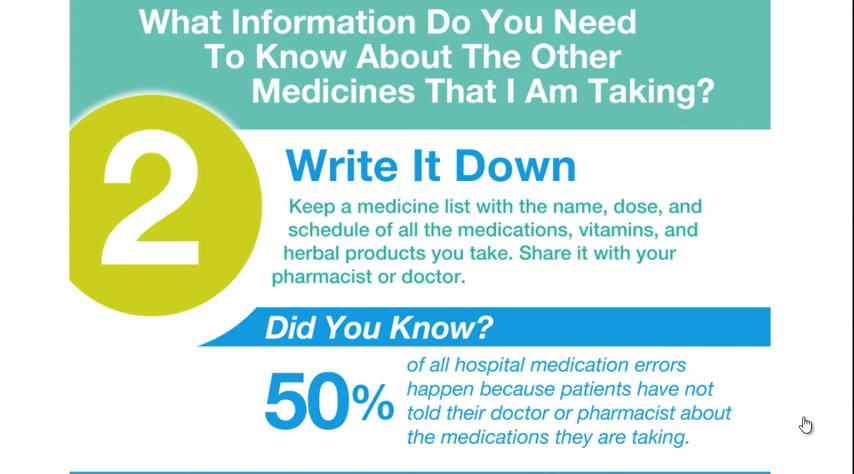 What Information Do You Need
To Know About The Other
Medicines That I Am Taking?
2
Write It Down
Keep a medicine list with the name, dose, and
schedule of all the medications, vitamins, and
herbal products you take. Share it with your
pharmacist or doctor.
Did You Know?
50%
of all hospital medication errors
happen because patients have not
told their doctor or pharmacist about
the medications they are taking.